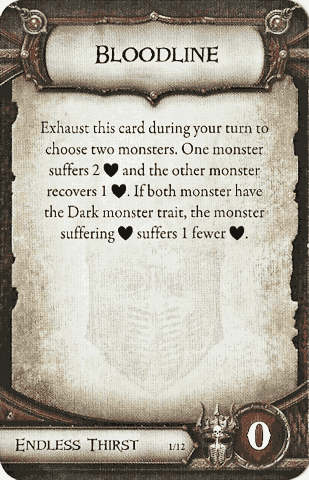 BLOODLINE
Exhaust this card during your turn to
choose two monsters. One monster
suffers 2 ♥ and the other monster
recovers 1 ♥. If both monster have
the Dark monster trait, the monster
suffering ♥ suffers 1 fewer ♥.
ENDLESS THIRST 1/12 0